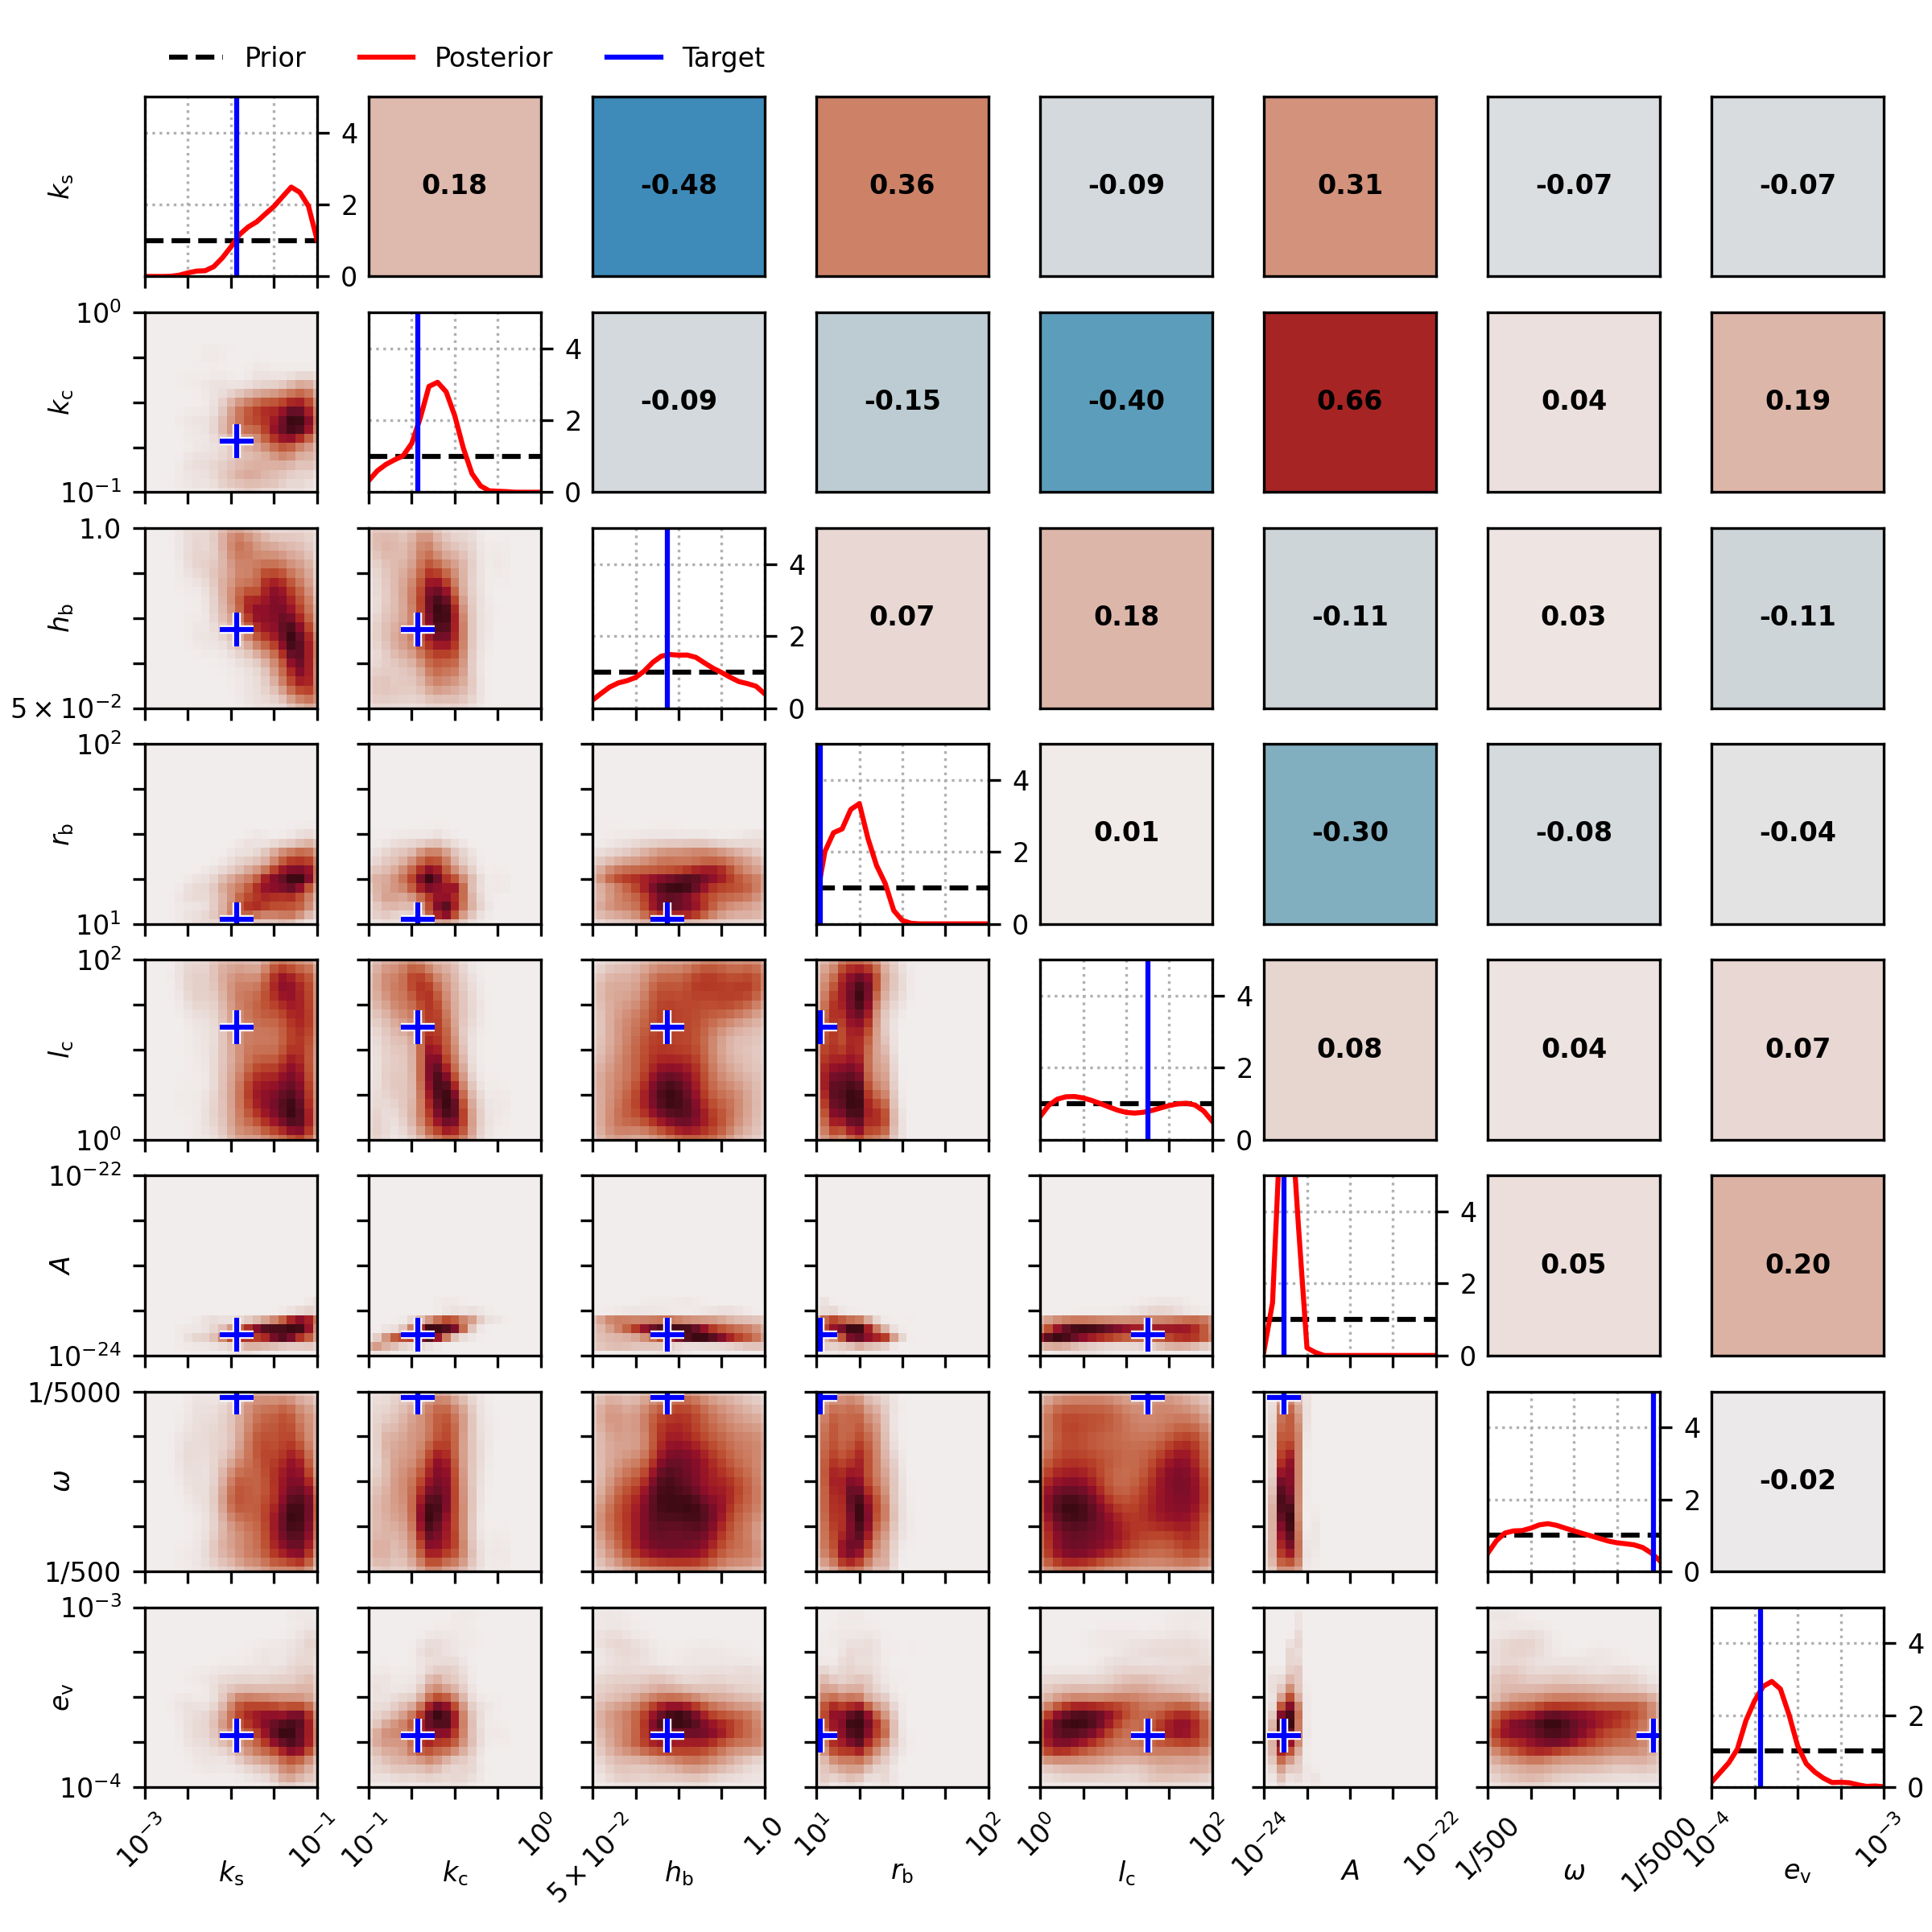 Prior Posterior Target
k_s 4 2 0 0.18 -0.48 0.36 -0.09 0.31 -0.07 -0.07
10^0 k_c 10^-1 4 2 0 -0.09 -0.15 -0.40 0.66 0.04 0.19
1.0 h_b 5 × 10^-2 4 2 0 0.07 0.18 -0.11 0.03 -0.11
10^2 r_b 10^1 4 2 0 0.01 -0.30 -0.08 -0.04
10^2 l_c 10^0 4 2 0 0.08 0.04 0.07
10^-22 A 10^-24 4 2 0 0.05 0.20
1/5000 ω 1/500 4 2 0 -0.02
10^-3 e_v 10^-4 4 2 0
10^-3 10^-1 10^-1 10^0 5 × 10^-2 1.0 10^1 10^2 10^0 10^2 10^-24 10^-22 1/500 1/5000 10^-4 10^-3
k_s k_c h_b r_b l_c A ω e_v